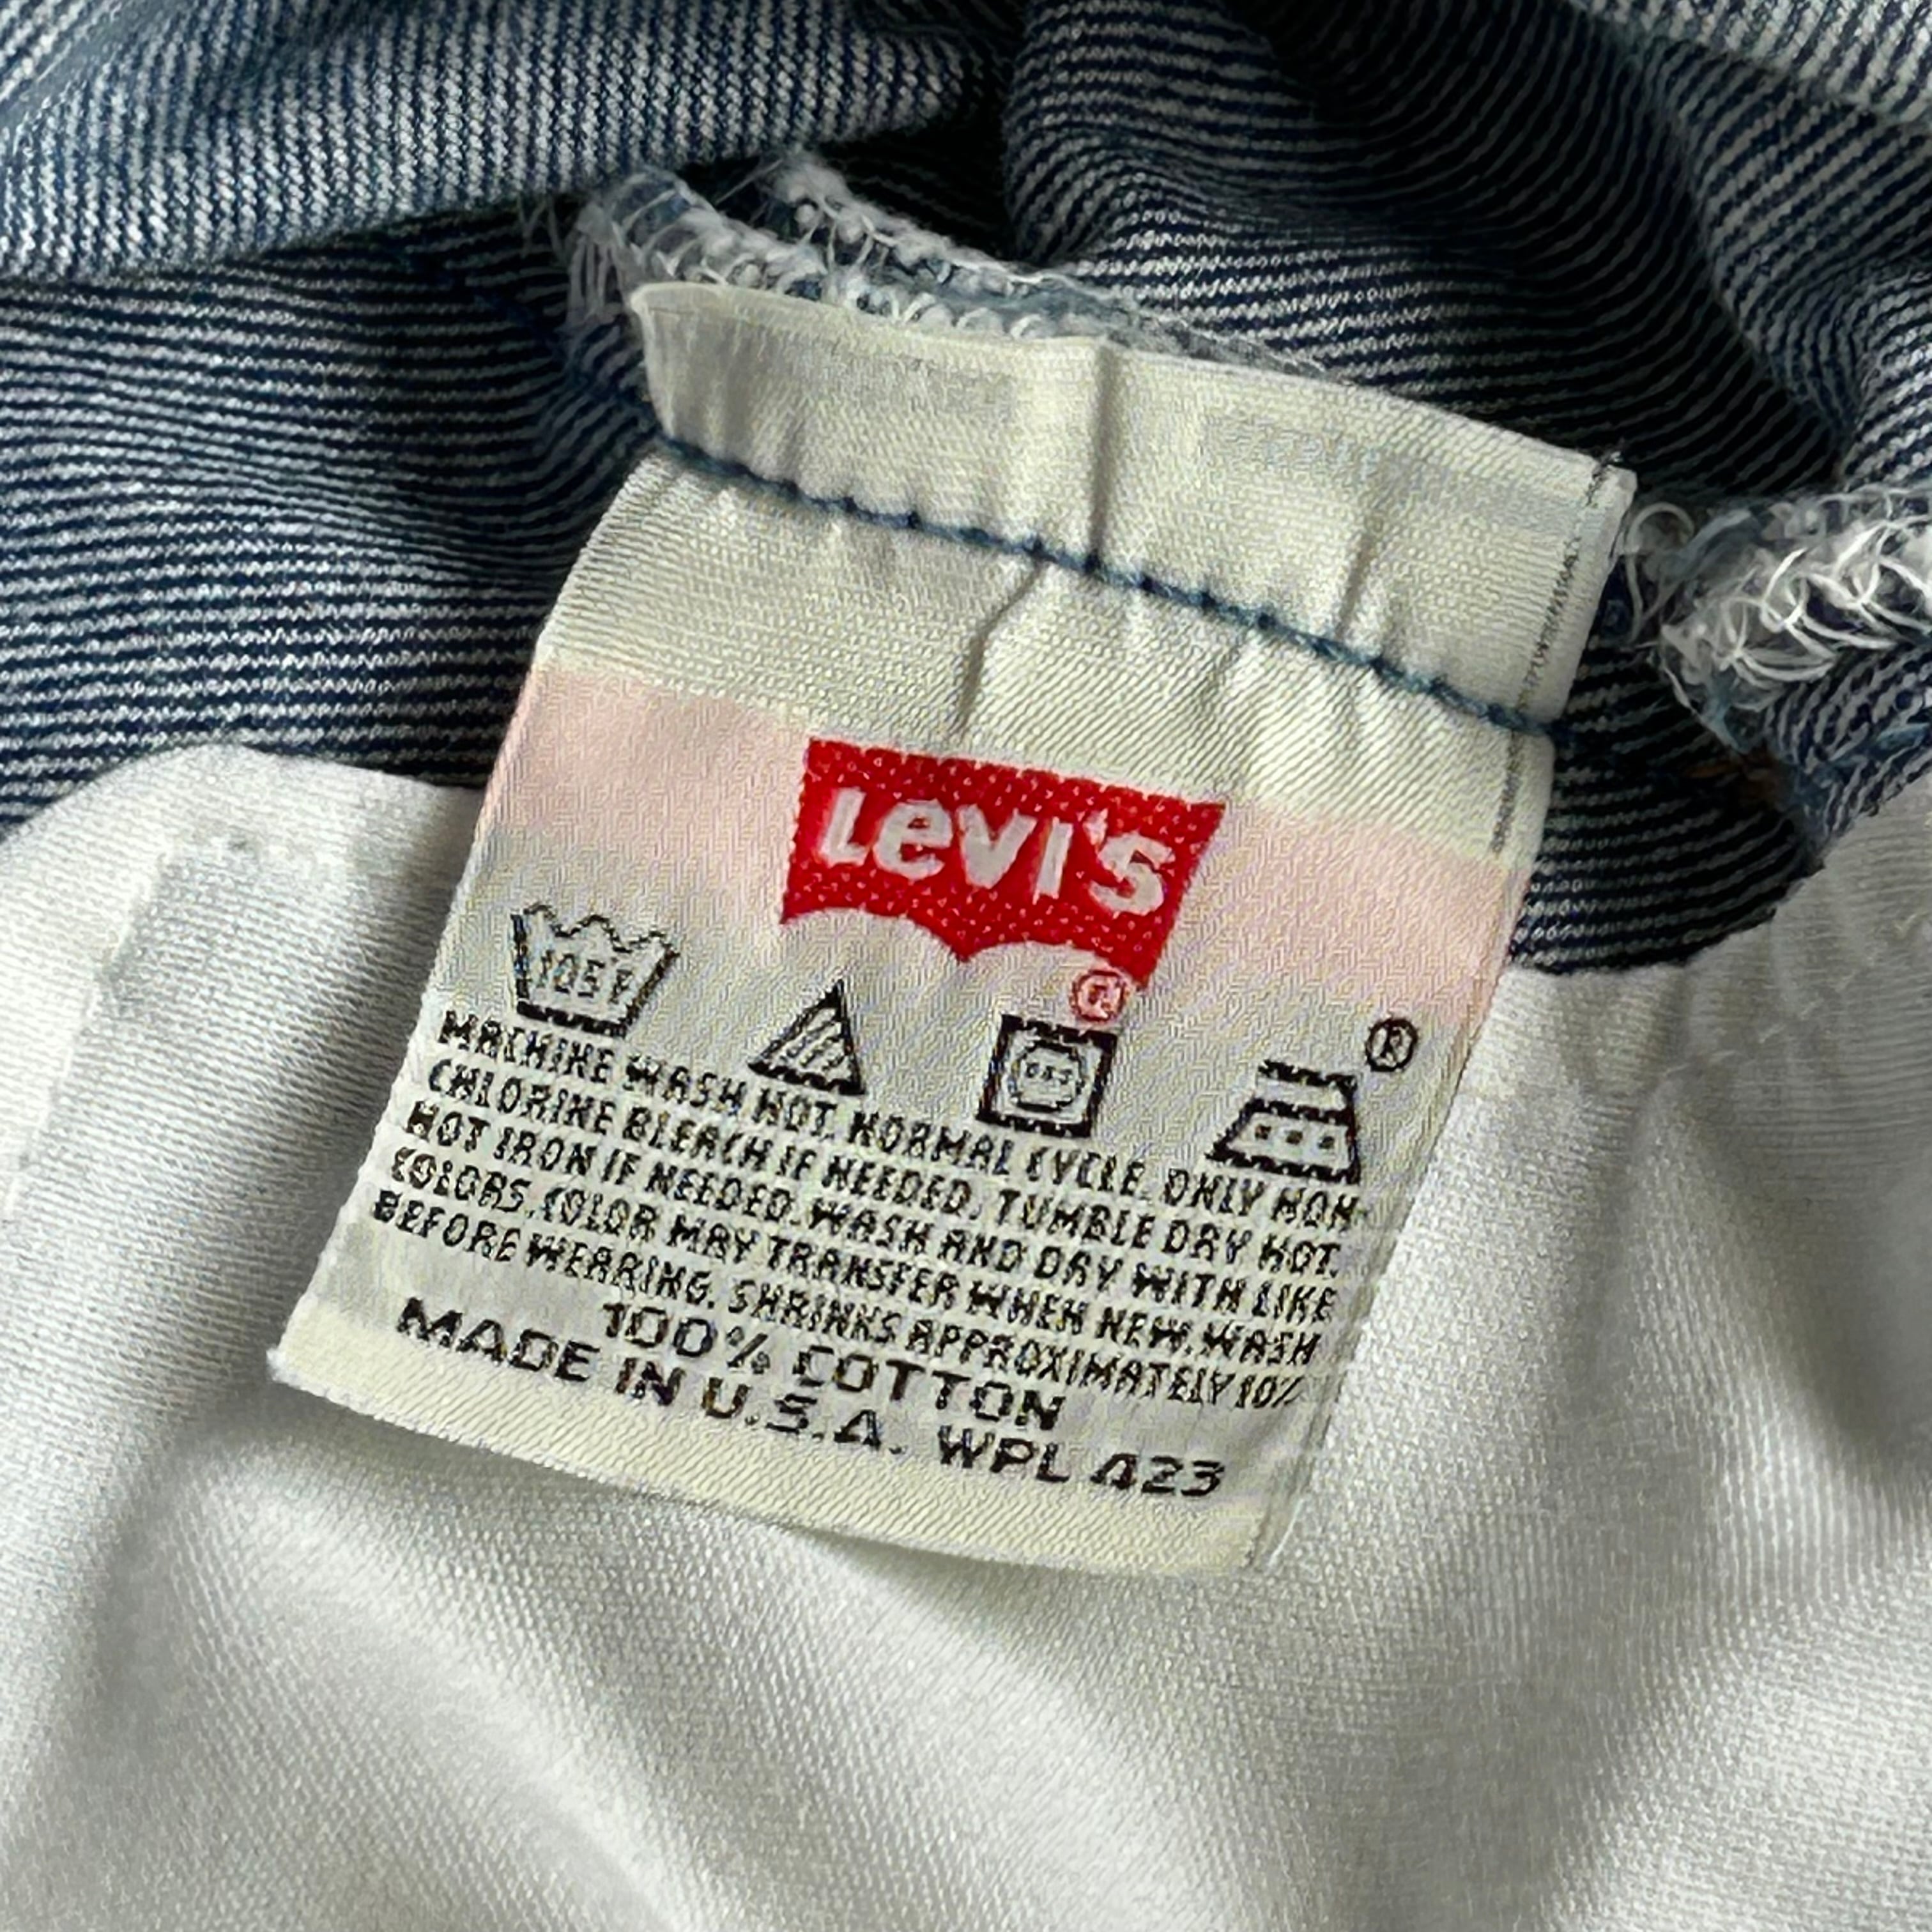 LEVI'S
®
105F
®
MACHINE WASH HOT. NORMAL CYCLE. ONLY NON-
CHLORINE BLEACH IF NEEDED. TUMBLE DRY HOT.
HOT IRON IF NEEDED. WASH AND DRY WITH LIKE
COLORS. COLOR MAY TRANSFER WHEN NEW. WASH
BEFORE WEARING. SHRINKS APPROXIMATELY 10%
100% COTTON
MADE IN U.S.A. WPL 423